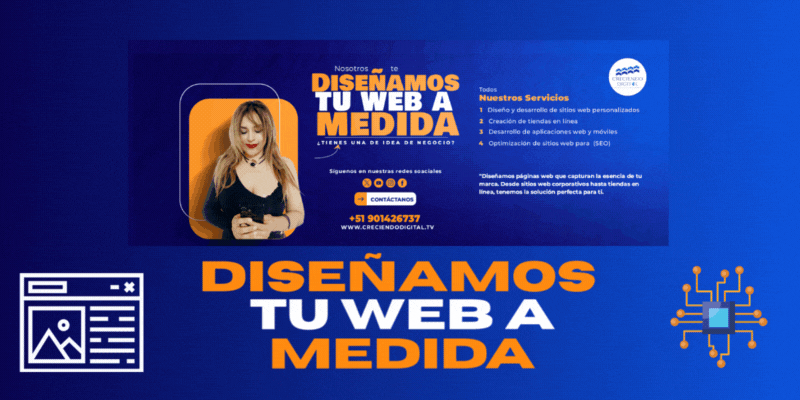 Nosotros te
DISEÑAMOS
TU WEB A
MEDIDA
¿TIENES UNA DE IDEA DE NEGOCIO?
Síguenos en nuestras redes soaciales
CONTÁCTANOS
+51 901426737
WWW.CRECIENDODIGITAL.TV
CRECIENDO
DIGITAL
Todos
Nuestros Servicios
1 Diseño y desarrollo de sitios web personalizados
2 Creación de tiendas en línea
3 Desarrollo de aplicaciones web y móviles
4 Optimización de sitios web para (SEO)
"Diseñamos páginas web que capturan la esencia de tu
marca. Desde sitios web corporativos hasta tiendas en
línea, tenemos la solución perfecta para ti.
DISEÑAMOS
TU WEB A
MEDIDA